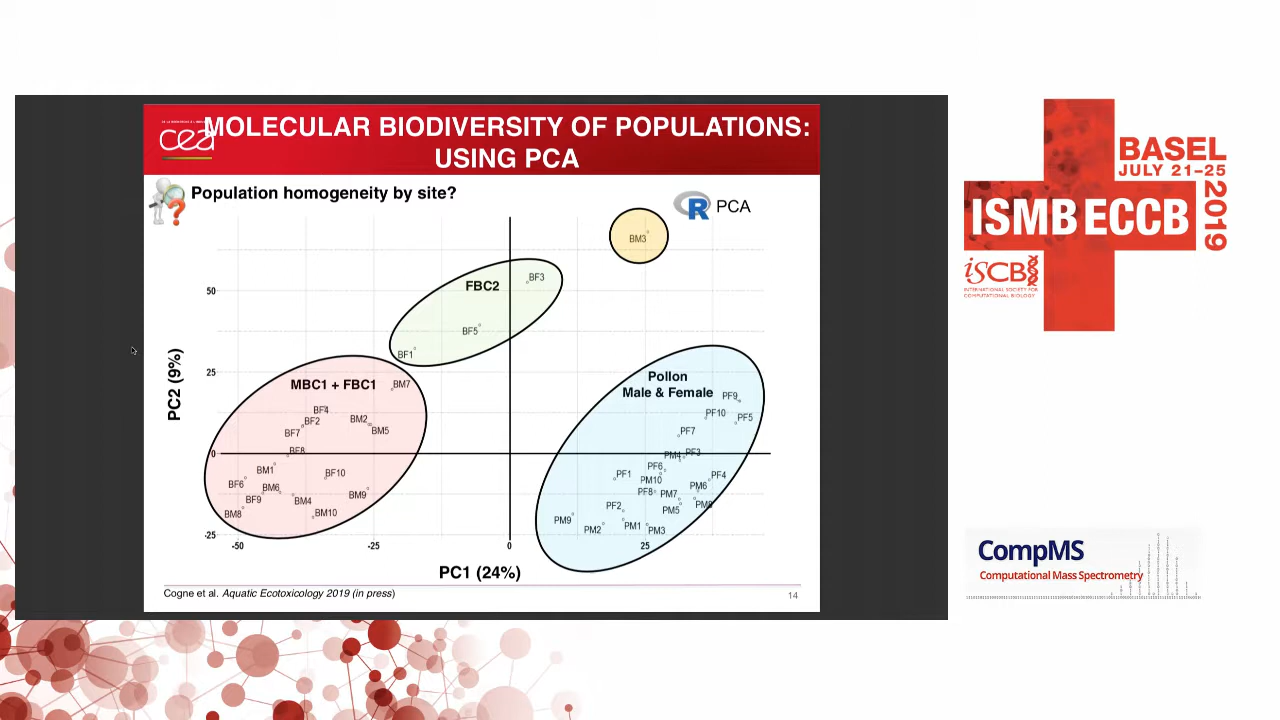 cea
MOLECULAR BIODIVERSITY OF POPULATIONS:
USING PCA
Population homogeneity by site?
R PCA
BM3
FBC2
BF3
BF5
BF1
50
25
0
-25
PC2 (9%)
MBC1 + FBC1
BM7
BF4
BF2
BM2
BF7
BM5
BF8
BM1
BF10
BF6
BM6
BF9
BM4
BM9
BM8
BM10
Pollon
Male & Female
PF9
PF10
PF5
PF7
PM4
PF3
PF6
PF1
PM10
PF4
PF8
PM7
PM6
PF2
PM5
PM8
PM9
PM2
PM1
PM3
-50
-25
0
25
PC1 (24%)
Cogne et al. Aquatic Ecotoxicology 2019 (in press)
14
BASEL
JULY 21–25
ISMB ECCB
2019
ISCB
INTERNATIONAL SOCIETY FOR
COMPUTATIONAL BIOLOGY
CompMS
Computational Mass Spectrometry